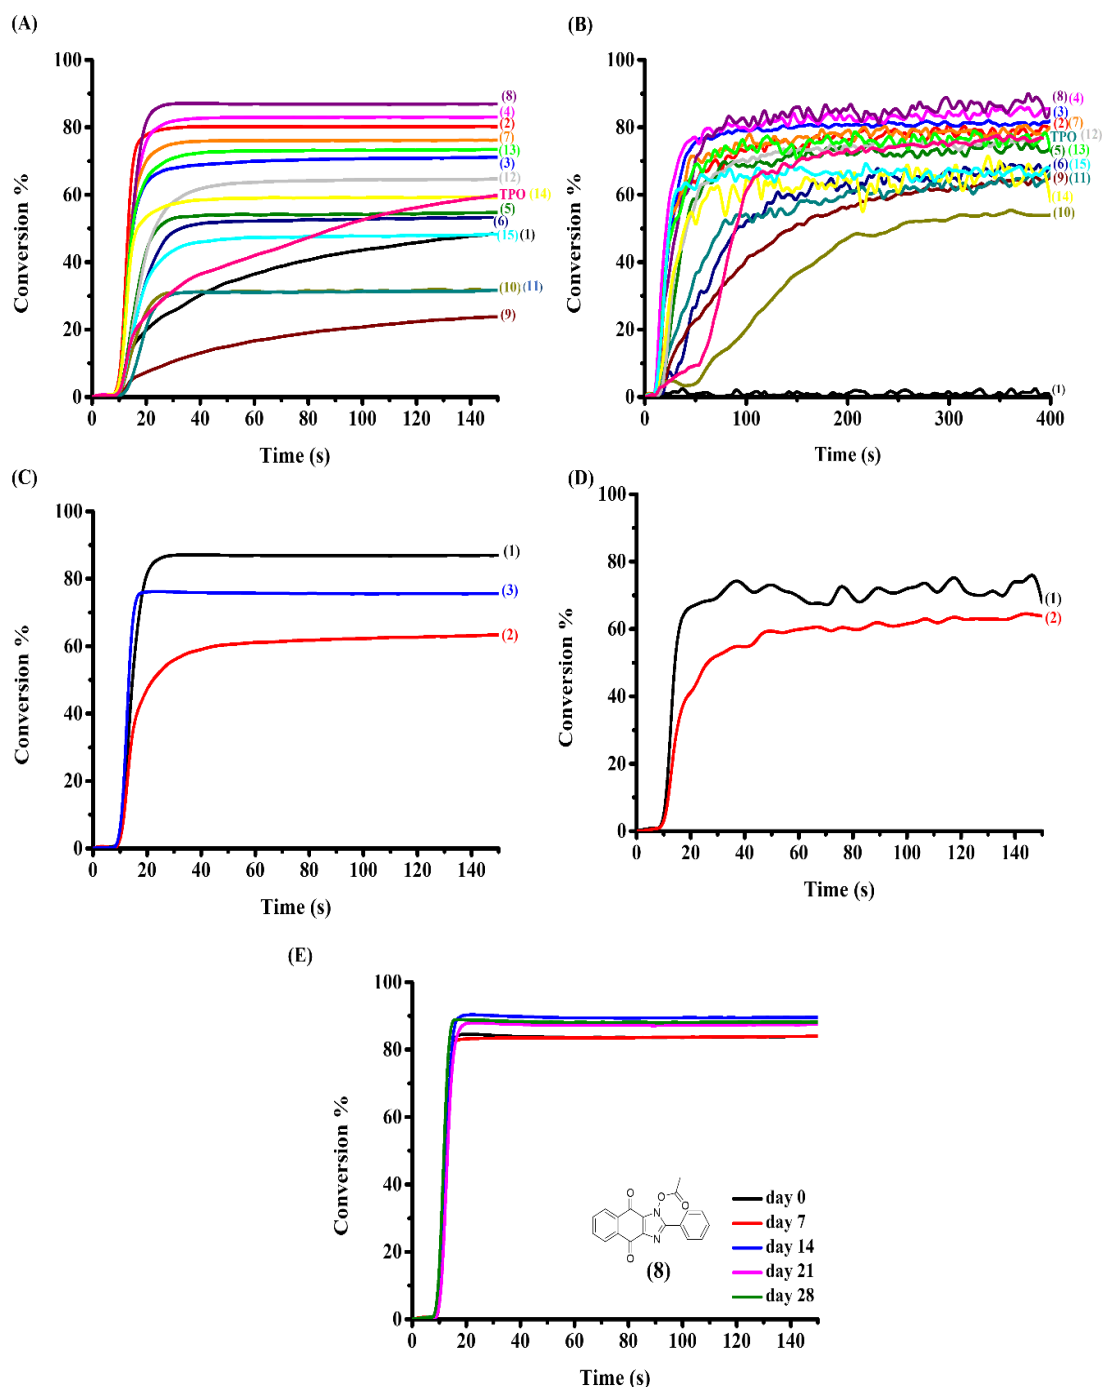 (A)
100
80
60
40
20
0
Conversion %
0 20 40 60 80 100 120 140
Time (s)
(8)
(4)
(2)
(7)
(13)
(3)
(12)
TPO (14)
(5)
(6)
(15) (1)
(10) (11)
(9)
(B)
100
80
60
40
20
0
Conversion %
0 100 200 300 400
Time (s)
(8) (4)
(3)
(2) (7)
TPO (12)
(5) (13)
(6) (15)
(9) (11)
(14)
(10)
(1)
(C)
100
80
60
40
20
0
Conversion %
0 20 40 60 80 100 120 140
Time (s)
(1)
(3)
(2)
(D)
100
80
60
40
20
0
Conversion %
0 20 40 60 80 100 120 140
Time (s)
(1)
(2)
(E)
100
80
60
40
20
0
Conversion %
0 20 40 60 80 100 120 140
Time (s)
O
O
N
O
N
O
(8)
day 0
day 7
day 14
day 21
day 28